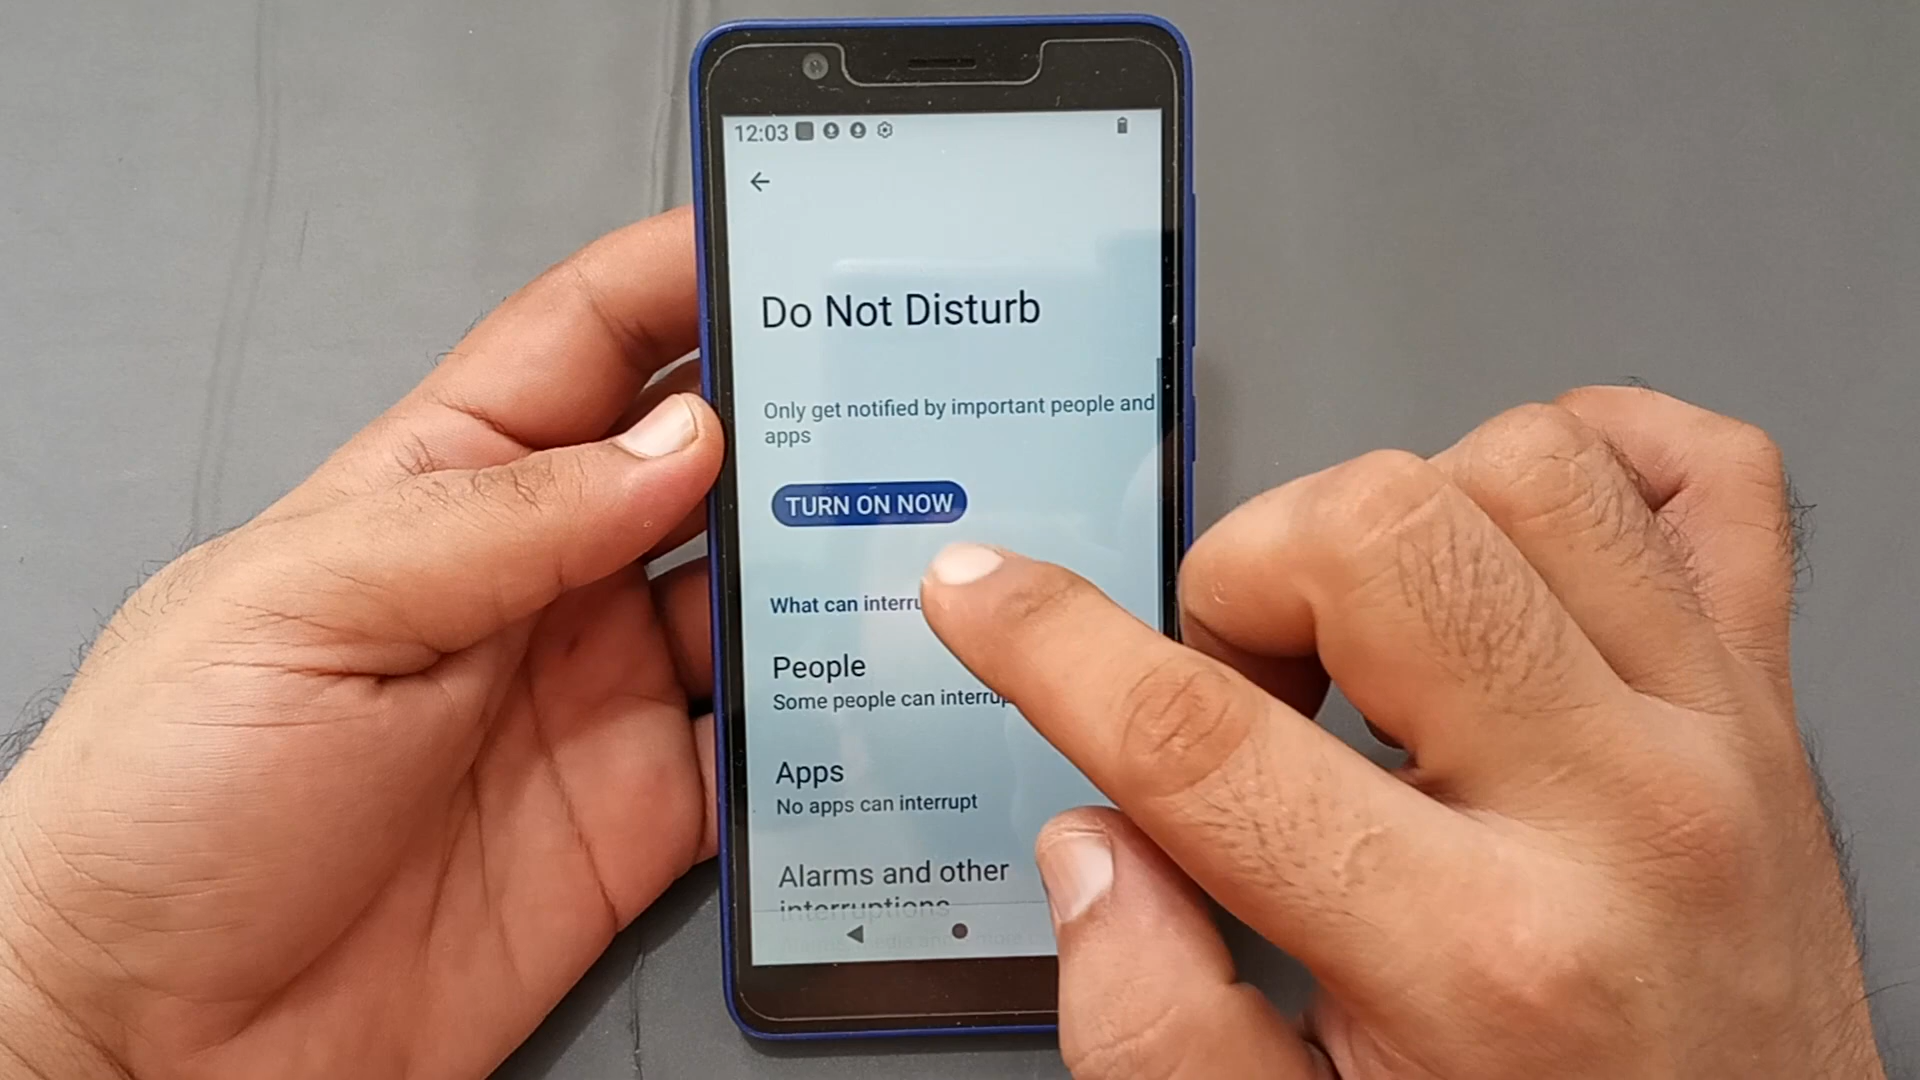 12:03
Do Not Disturb
Only get notified by important people and
apps
TURN ON NOW
What can
People
Some people can
Apps
No apps can interrupt
Alarms and other
interruptions